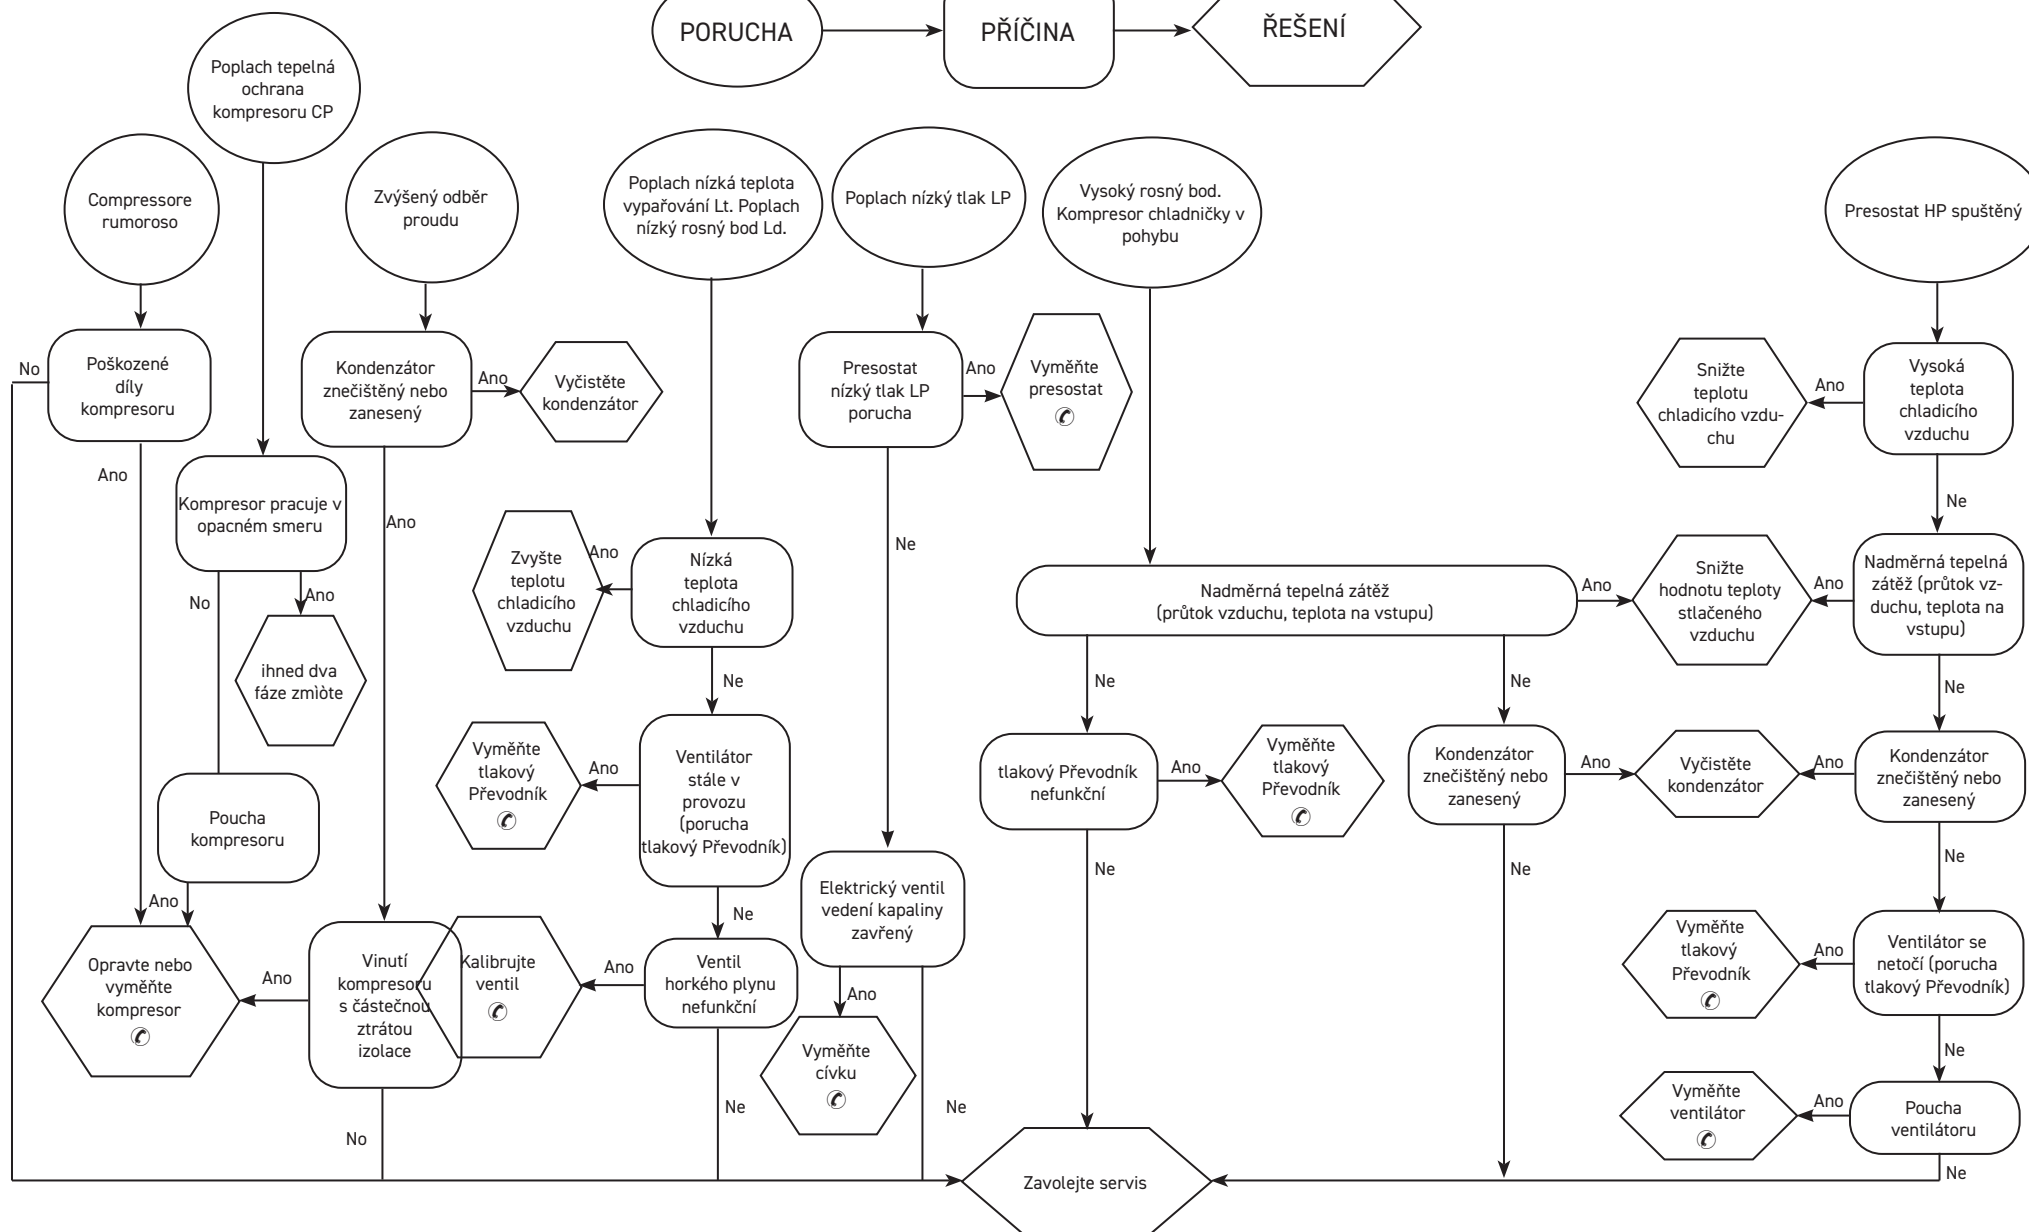 PORUCHA
PŘÍČINA
ŘEŠENÍ
Poplach tepelná
ochrana
kompresoru CP
Compressore
rumoroso
Zvýšený odběr
proudu
Poplach nízká teplota
vypařování Lt. Poplach
nízký rosný bod Ld.
Poplach nízký tlak LP
Vysoký rosný bod.
Kompresor chladničky v
pohybu
Presostat HP spuštěný
No
Poškozené
díly
kompresoru
Ano
Kondenzátor
znečištěný nebo
zanesený
Ano
Vyčistěte
kondenzátor
Presostat
nízký tlak LP
porucha
Ano
Vyměňte
presostat
✆
Snižte
teplotu
chladicího vzdu-
chu
Ano
Vysoká
teplota
chladicího
vzduchu
Kompresor pracuje v
opacném smeru
Ano
Ne
Ne
Zvyšte
teplotu
chladicího
vzduchu
Ano
Nízká
teplota
chladicího
vzduchu
Nadměrná tepelná zátěž
(průtok vzduchu, teplota na vstupu)
Ano
Snižte
hodnotu teploty
stlačeného
vzduchu
Ano
Nadměrná tepelná
zátěž (průtok vz-
duchu, teplota na
vstupu)
No
Ano
ihned dva
fáze zmìòte
Ne
Ne
Ne
Ne
Vyměňte
tlakový
Převodník
✆
Ano
Ventilátor
stále v
provozu
(porucha
tlakový Převodník)
tlakový Převodník
nefunkční
Ano
Vyměňte
tlakový
Převodník
✆
Kondenzátor
znečištěný nebo
zanesený
Ano
Vyčistěte
kondenzátor
Ano
Kondenzátor
znečištěný nebo
zanesený
Poucha
kompresoru
Ne
Ne
Ne
Ano
Ne
Elektrický ventil
vedení kapaliny
zavřený
Opravte nebo
vyměňte
kompresor
✆
Ano
Vinutí
kompresoru
s částečnou
ztrátou
izolace
Kalibrujte
ventil
✆
Ano
Ventil
horkého plynu
nefunkční
Ano
Vyměňte
tlakový
Převodník
✆
Ano
Ventilátor se
netočí (porucha
tlakový Převodník)
Vyměňte
cívku
✆
Ne
No
Ne
Ne
Vyměňte
ventilátor
✆
Ano
Poucha
ventilátoru
Ne
Zavolejte servis